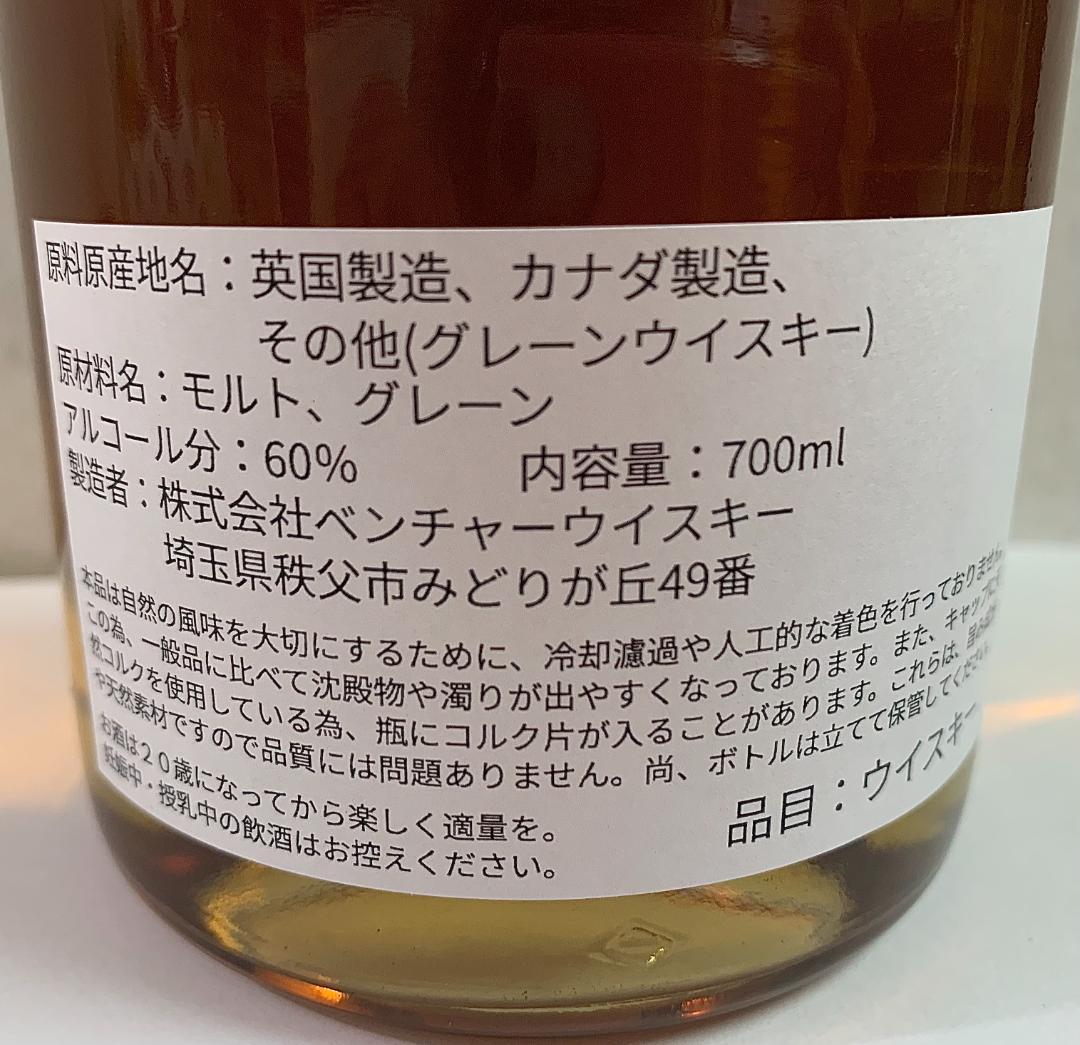 原料原産地名：英国製造、カナダ製造、
その他(グレーンウイスキー)
原材料名：モルト、グレーン
アルコール分：60% 内容量：700ml
製造者：株式会社ベンチャーウイスキー
埼玉県秩父市みどりが丘49番
本品は自然の風味を大切にするために、冷却濾過や人工的な着色を行っておりません。
この為、一般品に比べて沈殿物や濁りが出やすくなっております。また、キャップに
然コルクを使用している為、瓶にコルク片が入ることがあります。これらは、
や天然素材ですので品質には問題ありません。尚、ボトルは立てて保管してください
お酒は２０歳になってから楽しく適量を。
妊娠中・授乳中の飲酒はお控えください。
品目：ウイスキー